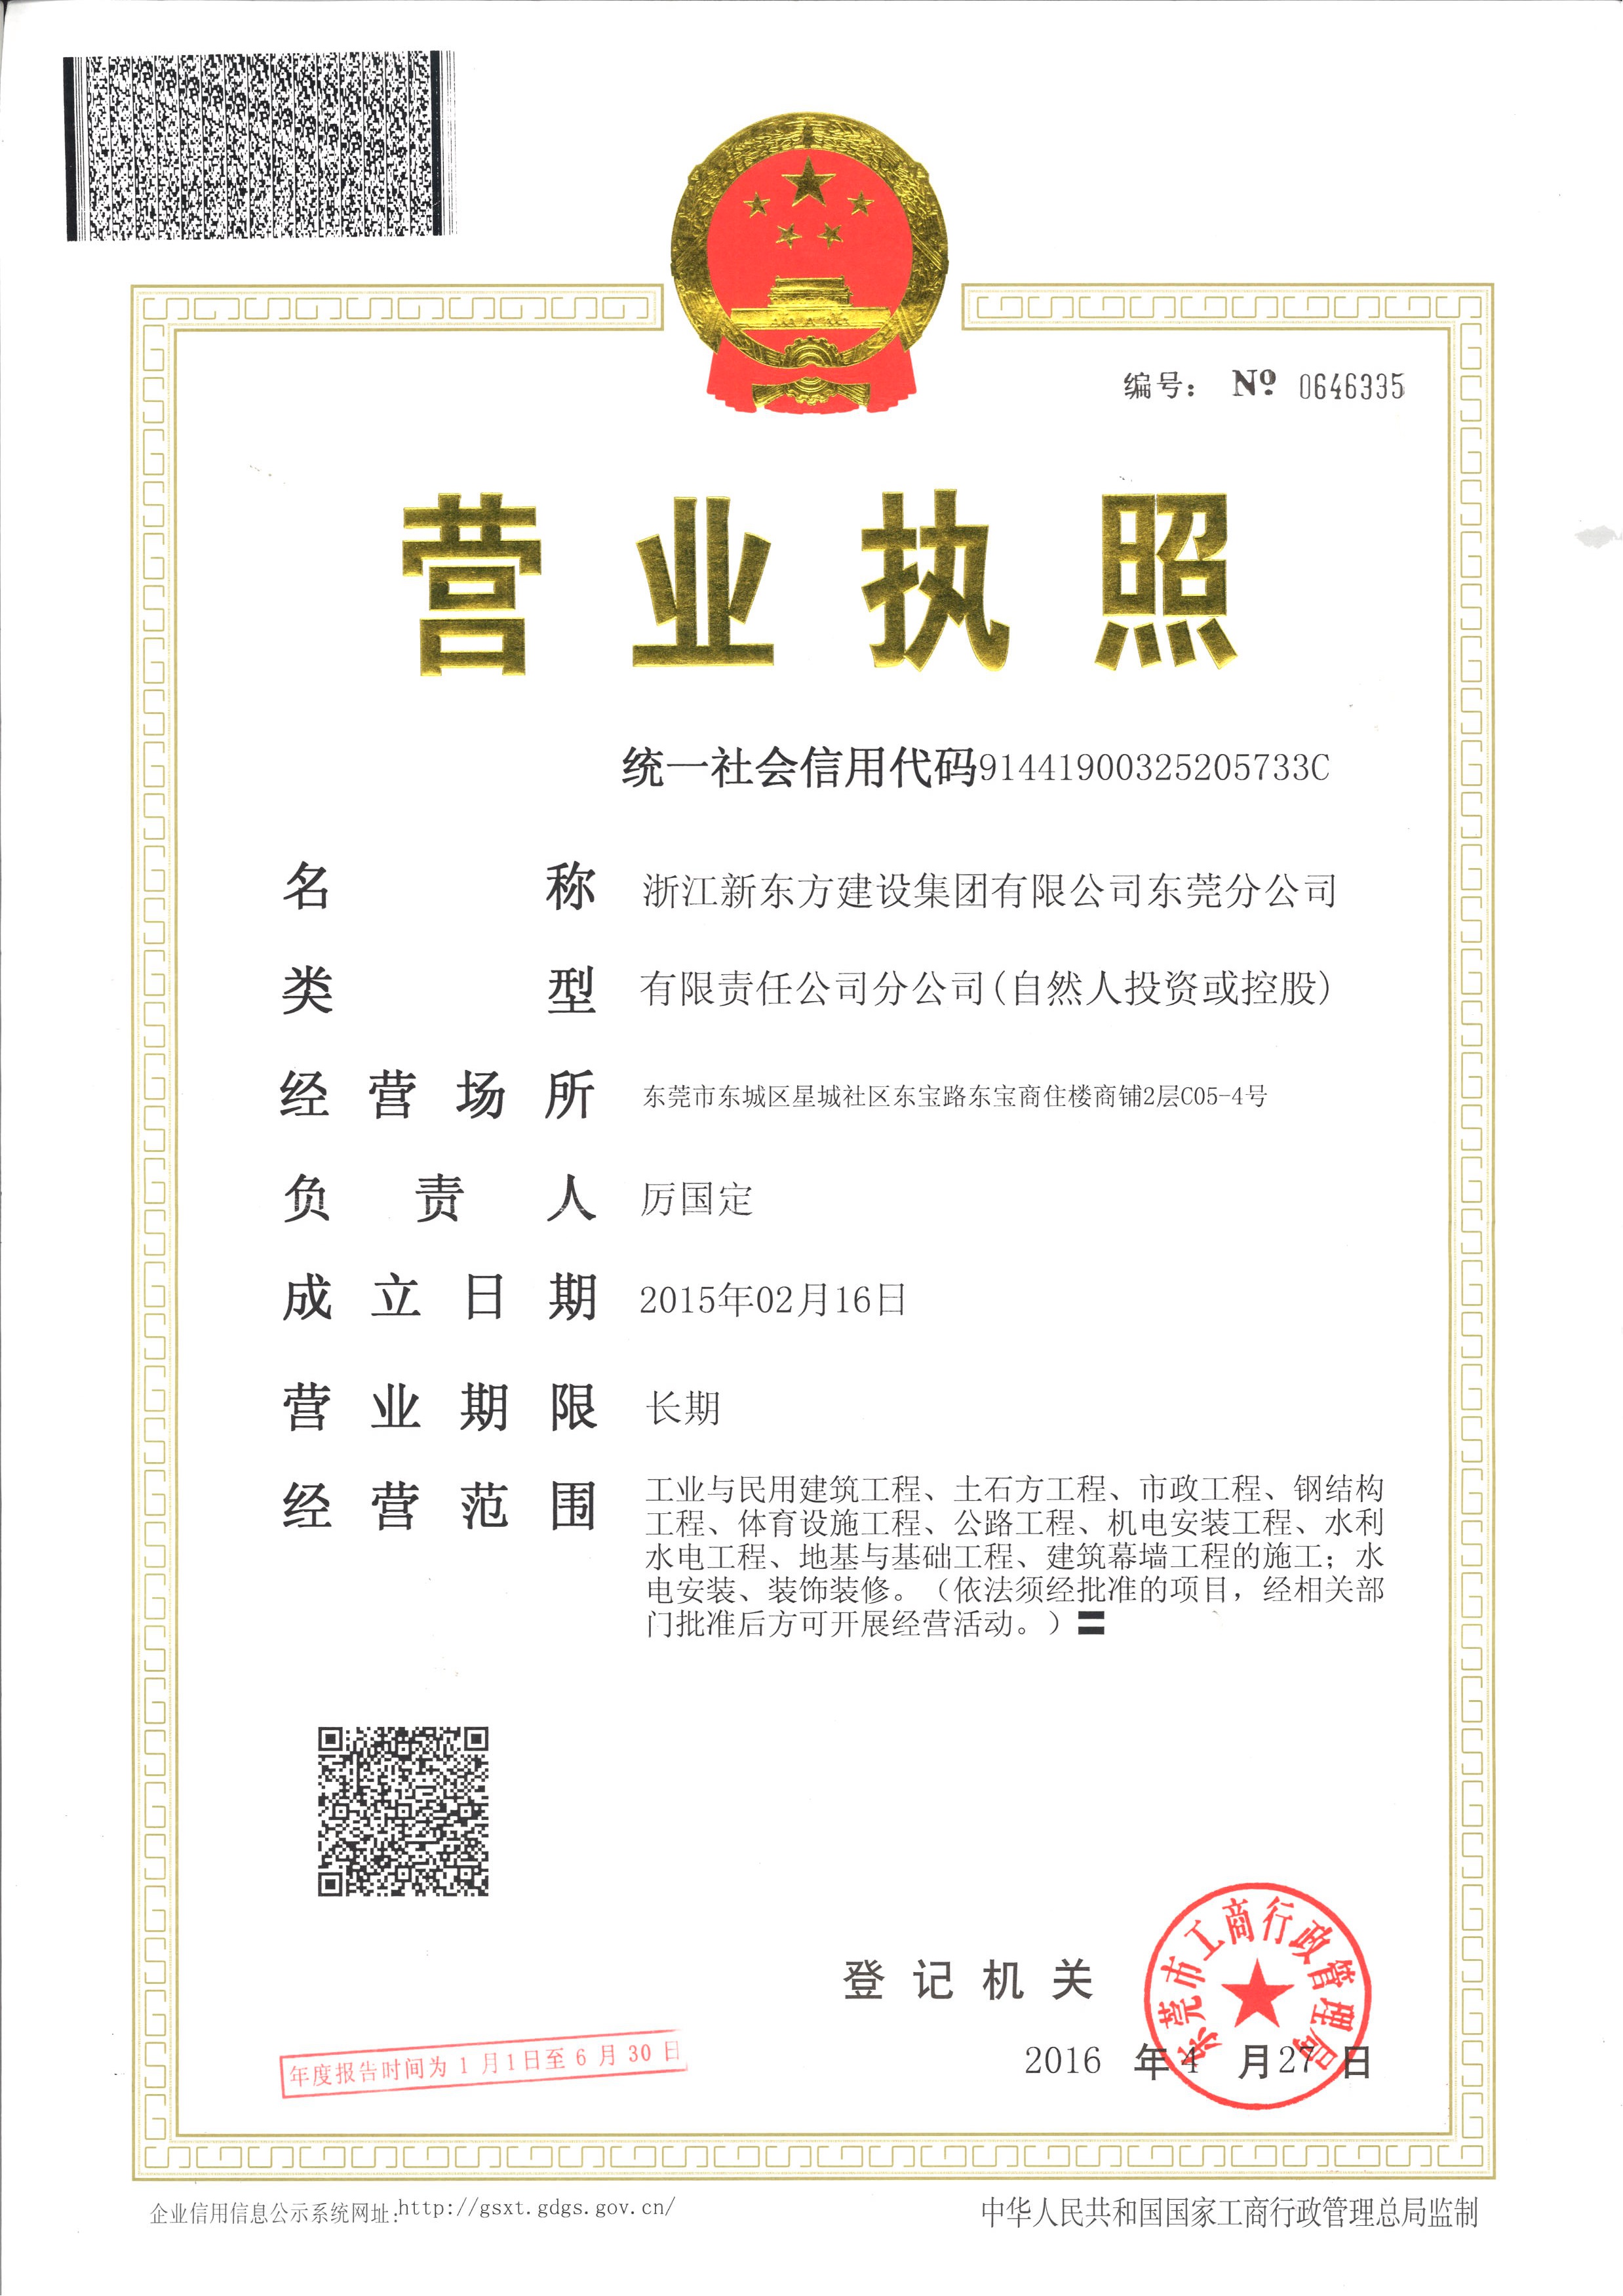 编号： Nº 0646335
营业执照
统一社会信用代码91441900325205733C
名称 浙江新东方建设集团有限公司东莞分公司
类型 有限责任公司分公司(自然人投资或控股)
经营场所 东莞市东城区星城社区东宝路东宝商住楼商铺2层C05-4号
负责人 厉国定
成立日期 2015年02月16日
营业期限 长期
经营范围 工业与民用建筑工程、土石方工程、市政工程、钢结构
工程、体育设施工程、公路工程、机电安装工程、水利
水电工程、地基与基础工程、建筑幕墙工程的施工；水
电安装、装饰装修。（依法须经批准的项目，经相关部
门批准后方可开展经营活动。）
登记机关
东莞市工商行政管理局
2016 年 4 月 27 日
年度报告时间为1月1日至6月30日
企业信用信息公示系统网址:http://gsxt.gdgs.gov.cn/
中华人民共和国国家工商行政管理总局监制